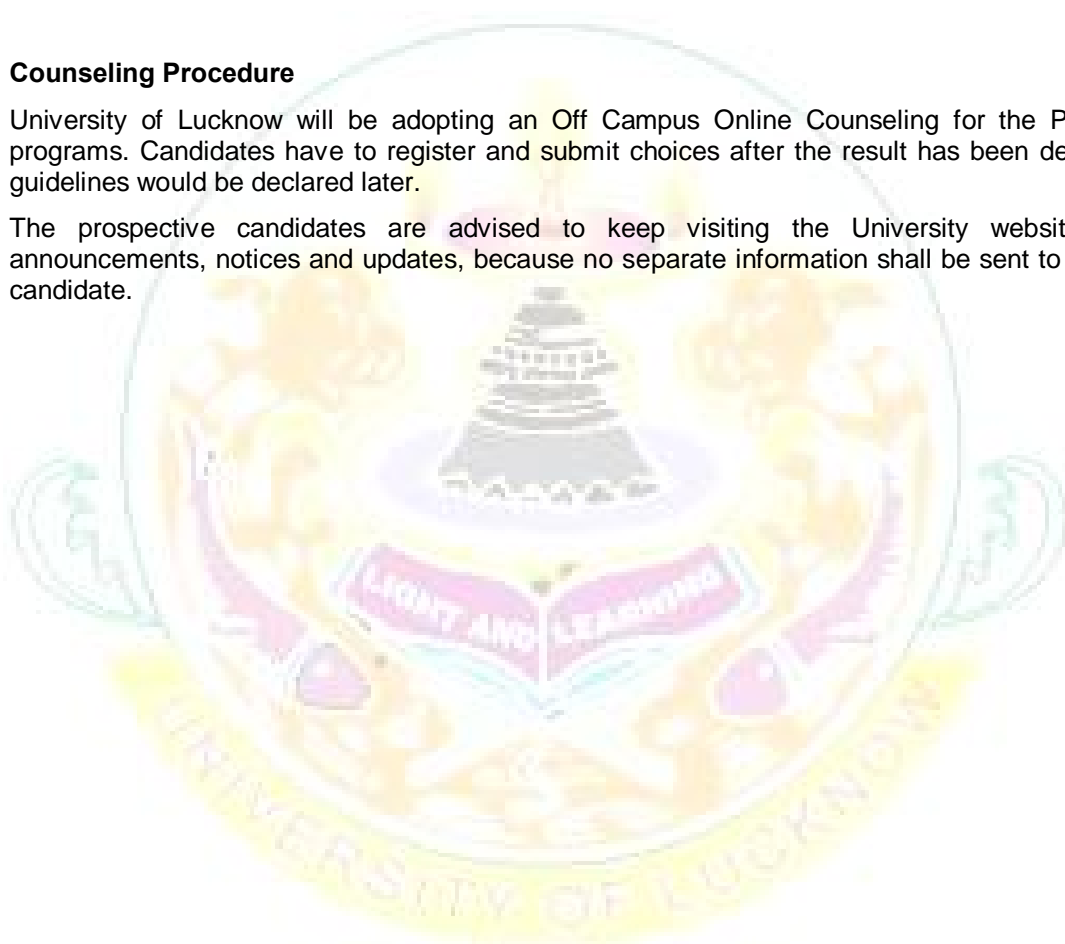 Counseling Procedure
University of Lucknow will be adopting an Off Campus Online Counseling for the P
programs. Candidates have to register and submit choices after the result has been de
guidelines would be declared later.
The prospective candidates are advised to keep visiting the University websit
announcements, notices and updates, because no separate information shall be sent to
candidate.
LIGHT AND LEARNING
UNIVERSITY OF LUCKNOW